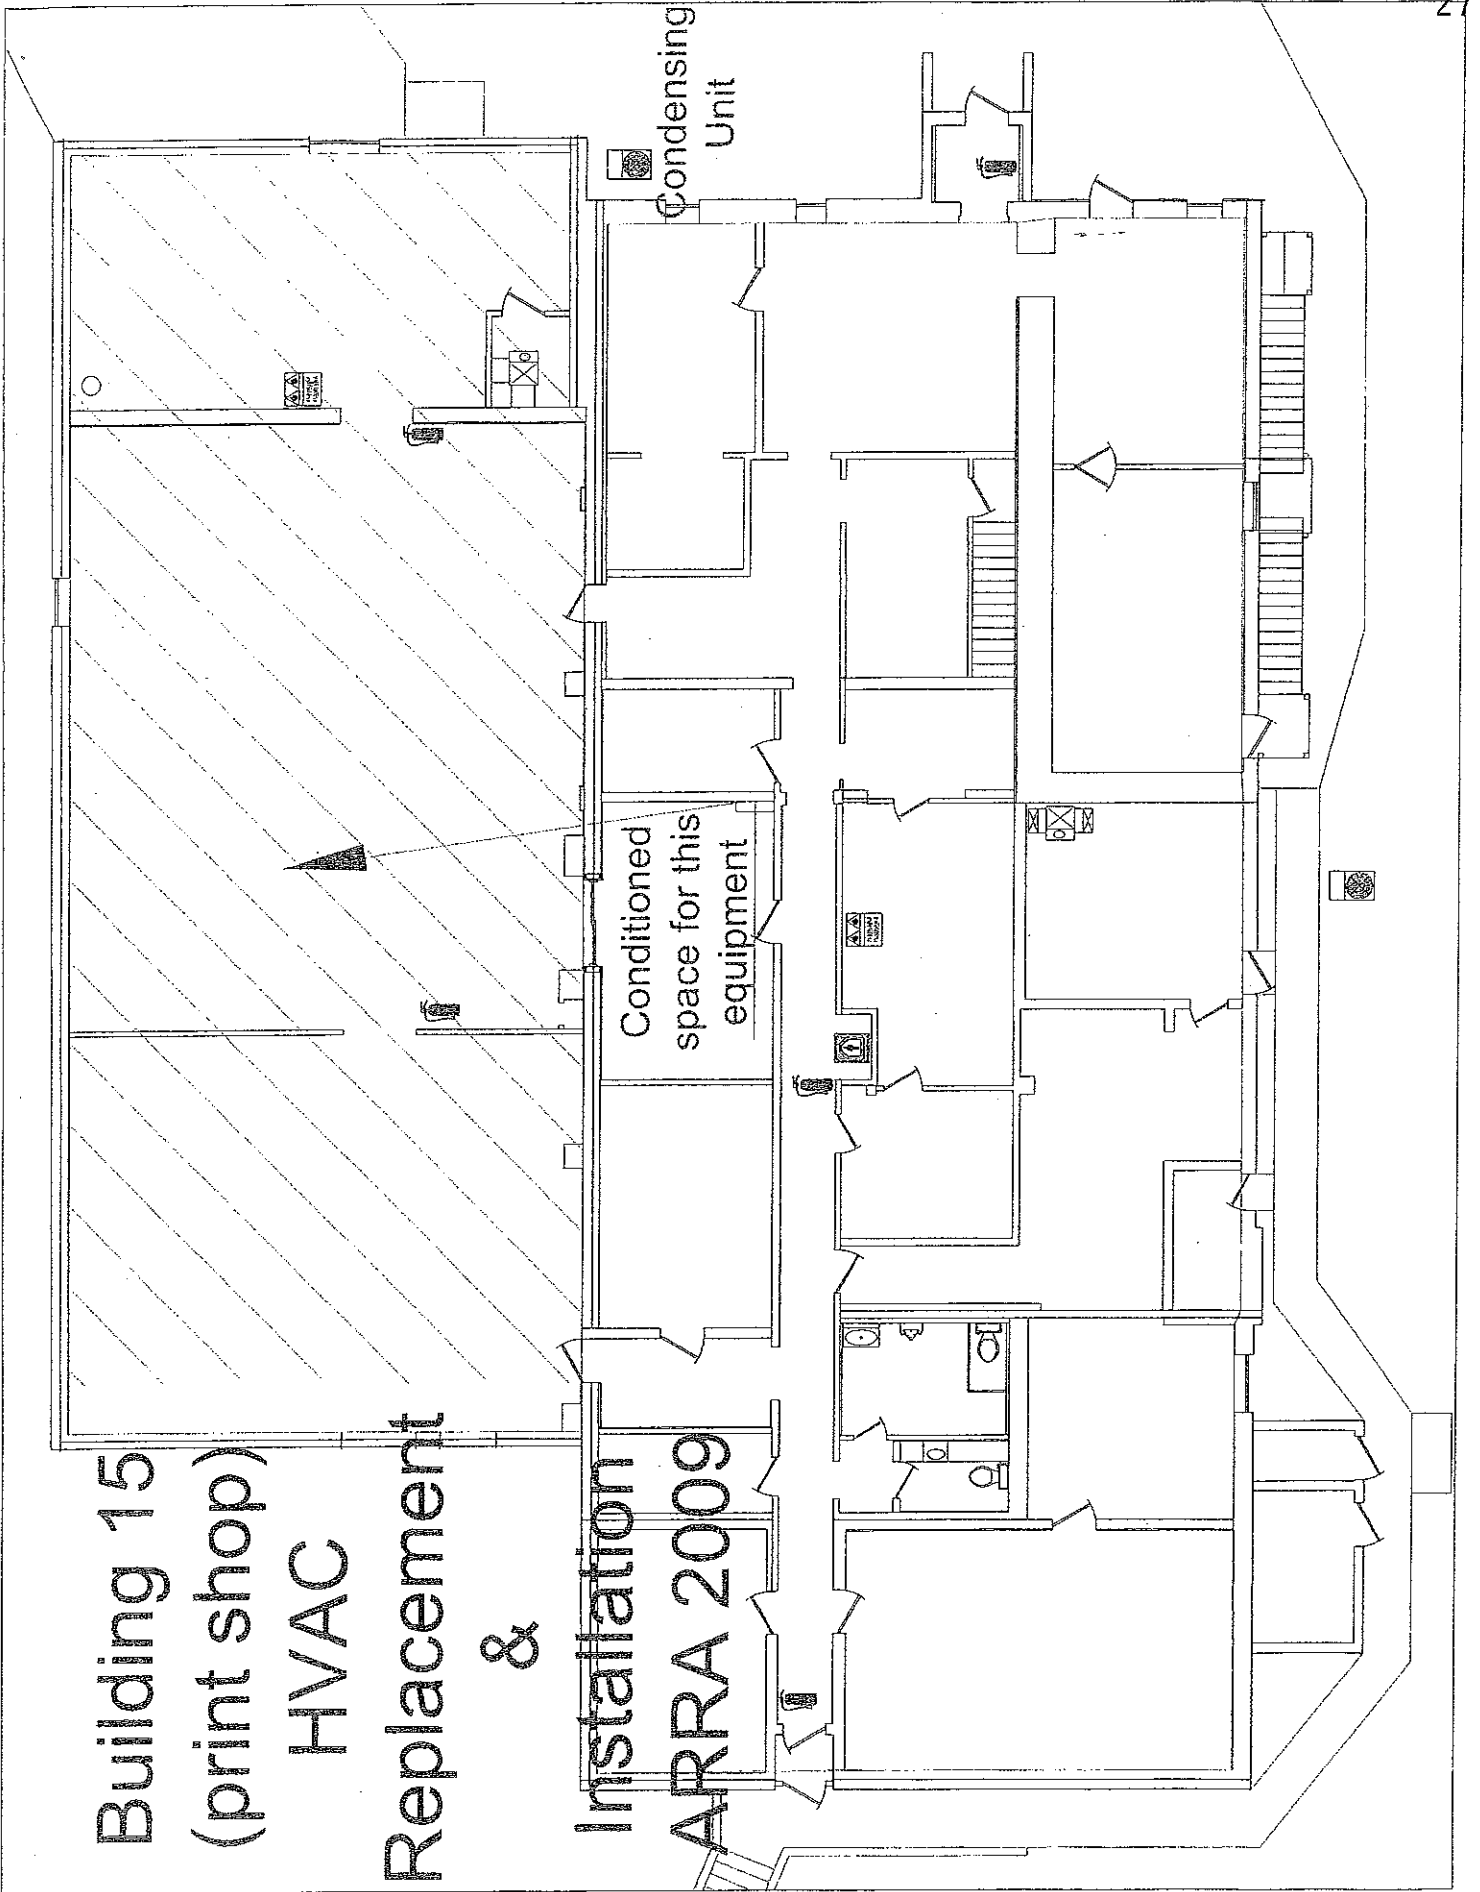 Building 15
(print shop)
HVAC
Replacement
&
Installation
ARRA 2009
Conditioned
space for this
equipment
Condensing
Unit